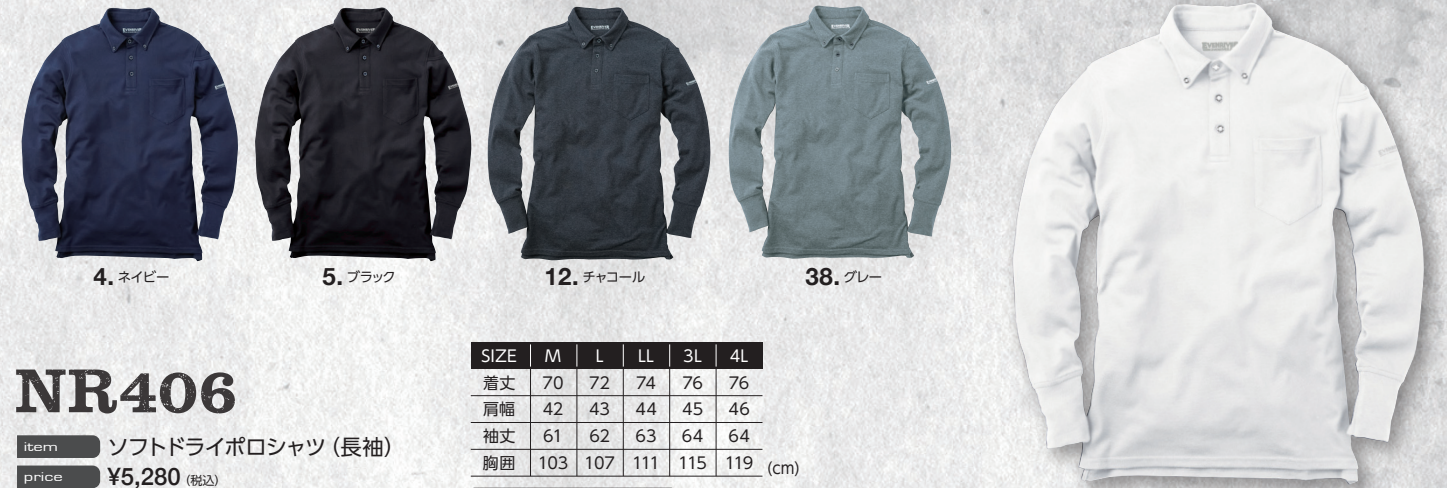 EVENRIVER
4. ネイビー
5. ブラック
12. チャコール
38. グレー
NR406
item ソフトドライポロシャツ（長袖）
price ¥5,280 (税込)
SIZE M L LL 3L 4L
着丈 70 72 74 76 76
肩幅 42 43 44 45 46
袖丈 61 62 63 64 64
胸囲 103 107 111 115 119 (cm)